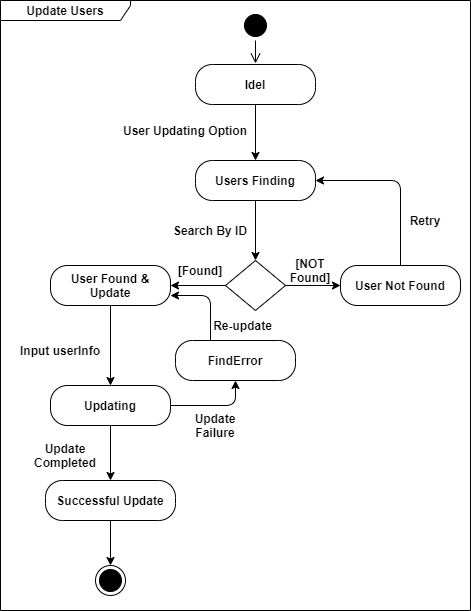 Update Users
Idel
User Updating Option
Users Finding
Search By ID
Retry
[Found]
[NOT
Found]
User Found &
Update
User Not Found
Re-update
Input userInfo
FindError
Updating
Update
Failure
Update
Completed
Successful Update